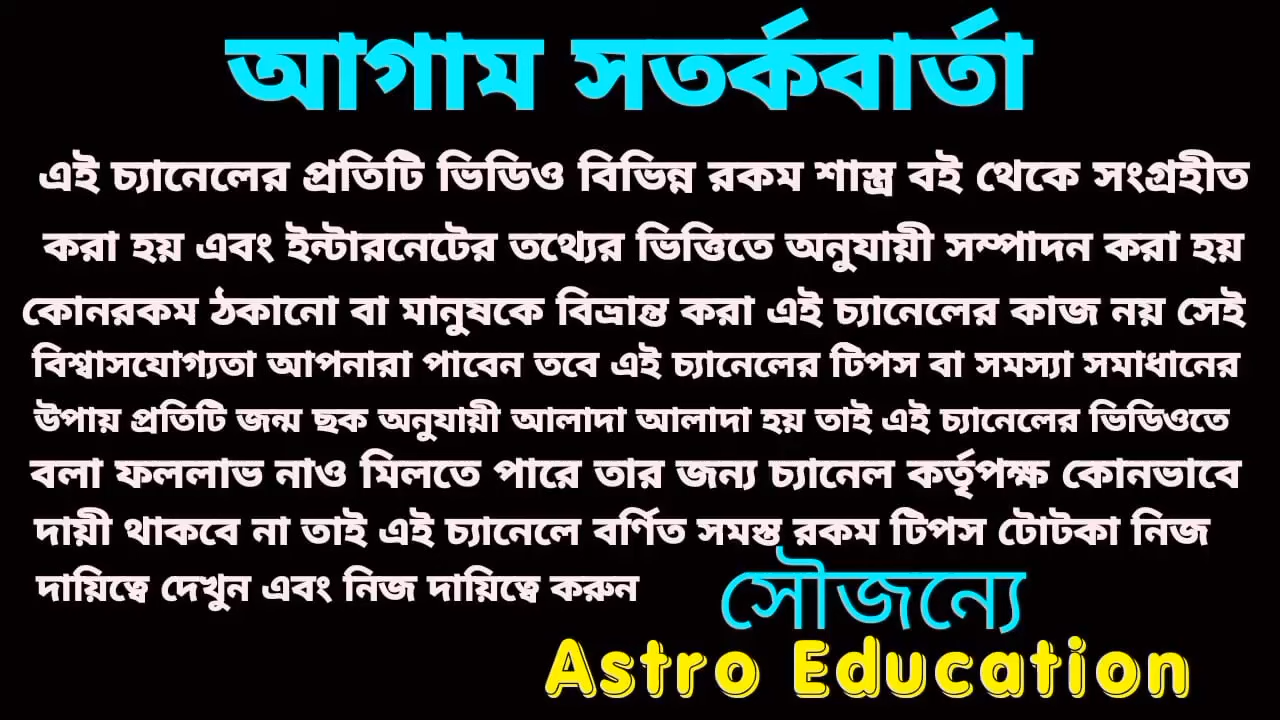 আগাম সতর্কবার্তা
এই চ্যানেলের প্রতিটি ভিডিও বিভিন্ন রকম শাস্ত্র বই থেকে সংগ্রহীত
করা হয় এবং ইন্টারনেটের তথ্যের ভিত্তিতে অনুযায়ী সম্পাদন করা হয়
কোনরকম ঠকানো বা মানুষকে বিভ্রান্ত করা এই চ্যানেলের কাজ নয় সেই
বিশ্বাসযোগ্যতা আপনারা পাবেন তবে এই চ্যানেলের টিপস বা সমস্যা সমাধানের
উপায় প্রতিটি জন্ম ছক অনুযায়ী আলাদা আলাদা হয় তাই এই চ্যানেলের ভিডিওতে
বলা ফললাভ নাও মিলতে পারে তার জন্য চ্যানেল কর্তৃপক্ষ কোনভাবে
দায়ী থাকবে না তাই এই চ্যানেলে বর্ণিত সমস্ত রকম টিপস টোটকা নিজ
দায়িত্বে দেখুন এবং নিজ দায়িত্বে করুন
সৌজন্যে
Astro Education